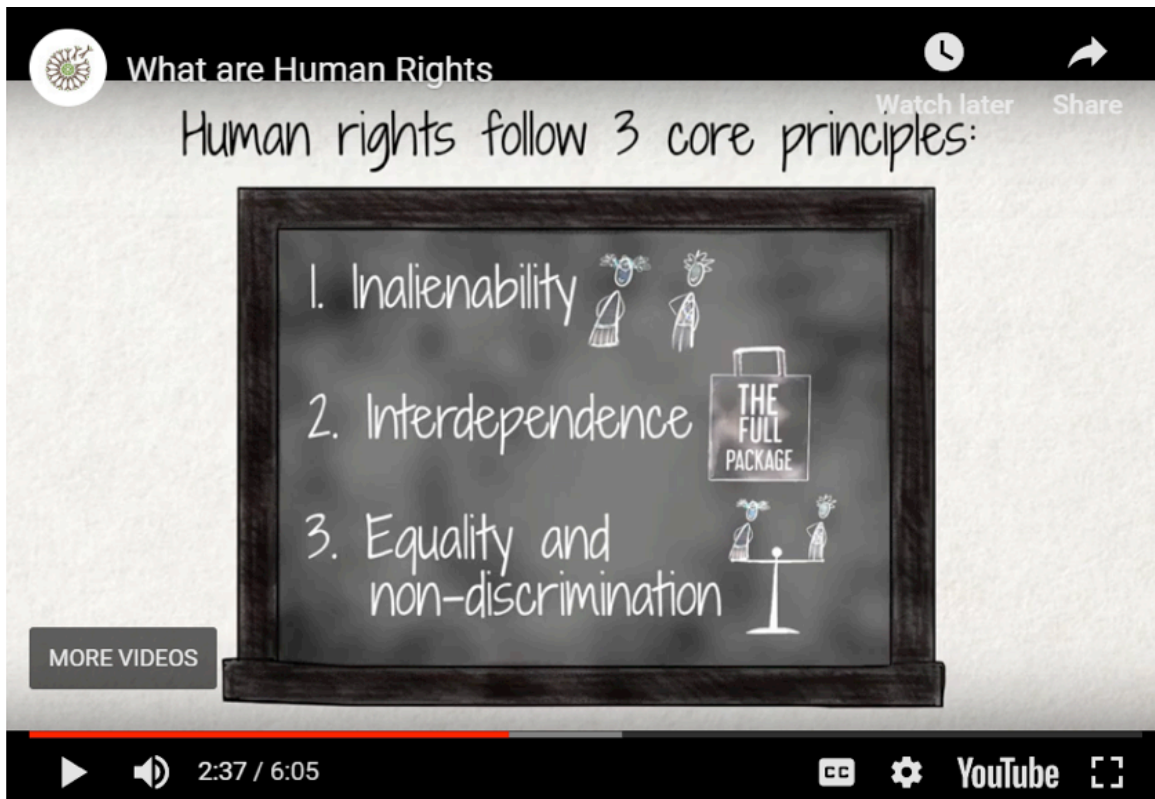 What are Human Rights
Watch later
Share
Human rights follow 3 core principles:
1. Inalienability
2. Interdependence
THE
FULL
PACKAGE
3. Equality and
non-discrimination
MORE VIDEOS
2:37 / 6:05
CC
YouTube